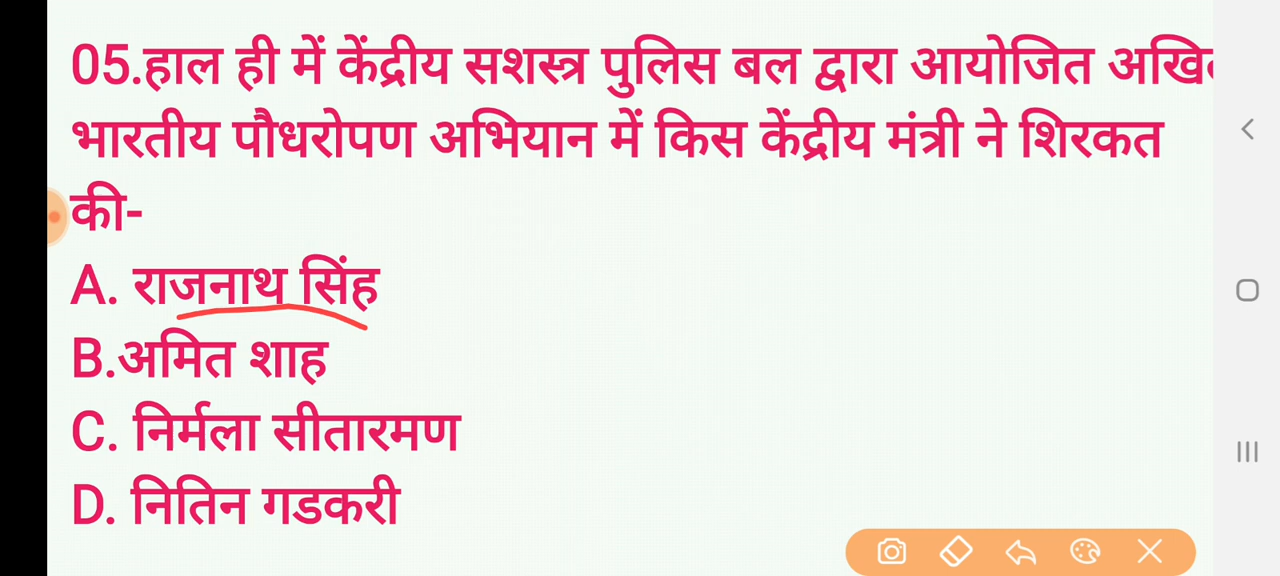 05.हाल ही में केंद्रीय सशस्त्र पुलिस बल द्वारा आयोजित
भारतीय पौधरोपण अभियान में किस केंद्रीय मंत्री ने शिरकत
की-
A. राजनाथ सिंह
B.अमित शाह
C. निर्मला सीतारमण
D. नितिन गडकरी